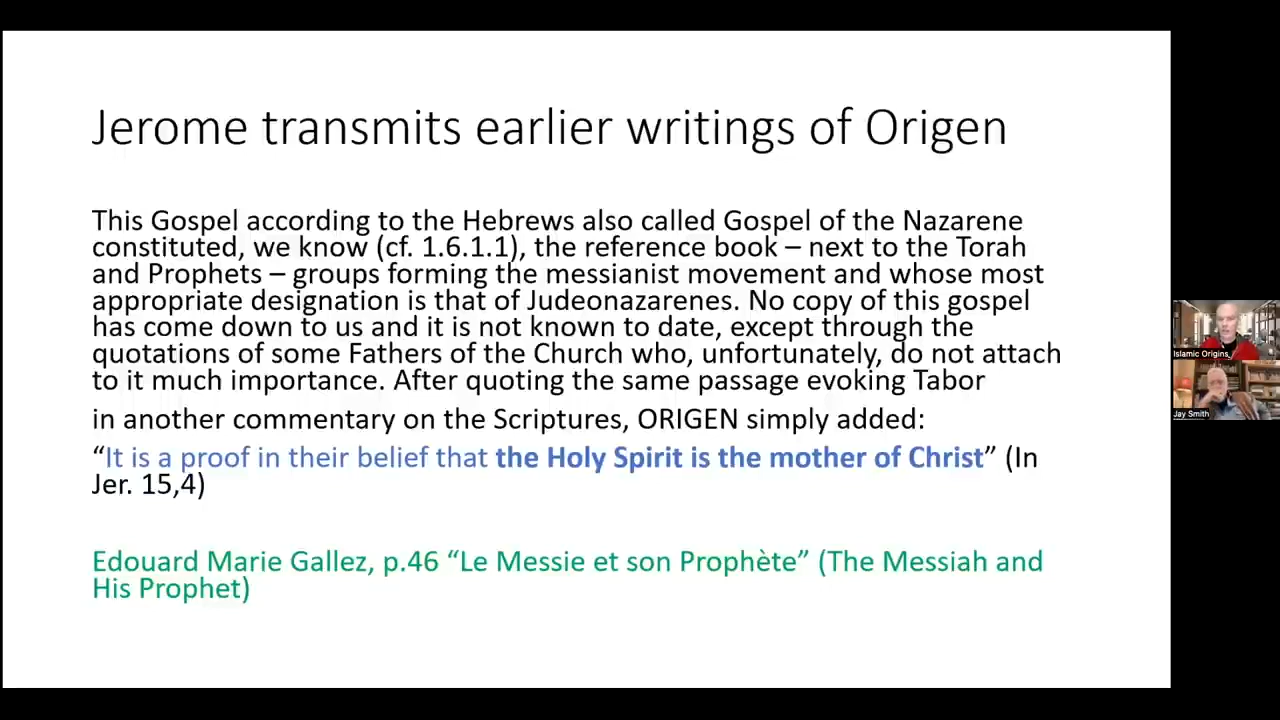 Jerome transmits earlier writings of Origen
This Gospel according to the Hebrews also called Gospel of the Nazarene
constituted, we know (cf. 1.6.1.1), the reference book – next to the Torah
and Prophets – groups forming the messianist movement and whose most
appropriate designation is that of Judeonazarenes. No copy of this gospel
has come down to us and it is not known to date, except through the
quotations of some Fathers of the Church who, unfortunately, do not attach
to it much importance. After quoting the same passage evoking Tabor
in another commentary on the Scriptures, ORIGEN simply added:
“It is a proof in their belief that the Holy Spirit is the mother of Christ” (In
Jer. 15,4)
Edouard Marie Gallez, p.46 “Le Messie et son Prophète” (The Messiah and
His Prophet)
Islamic Origins_
Jay Smith